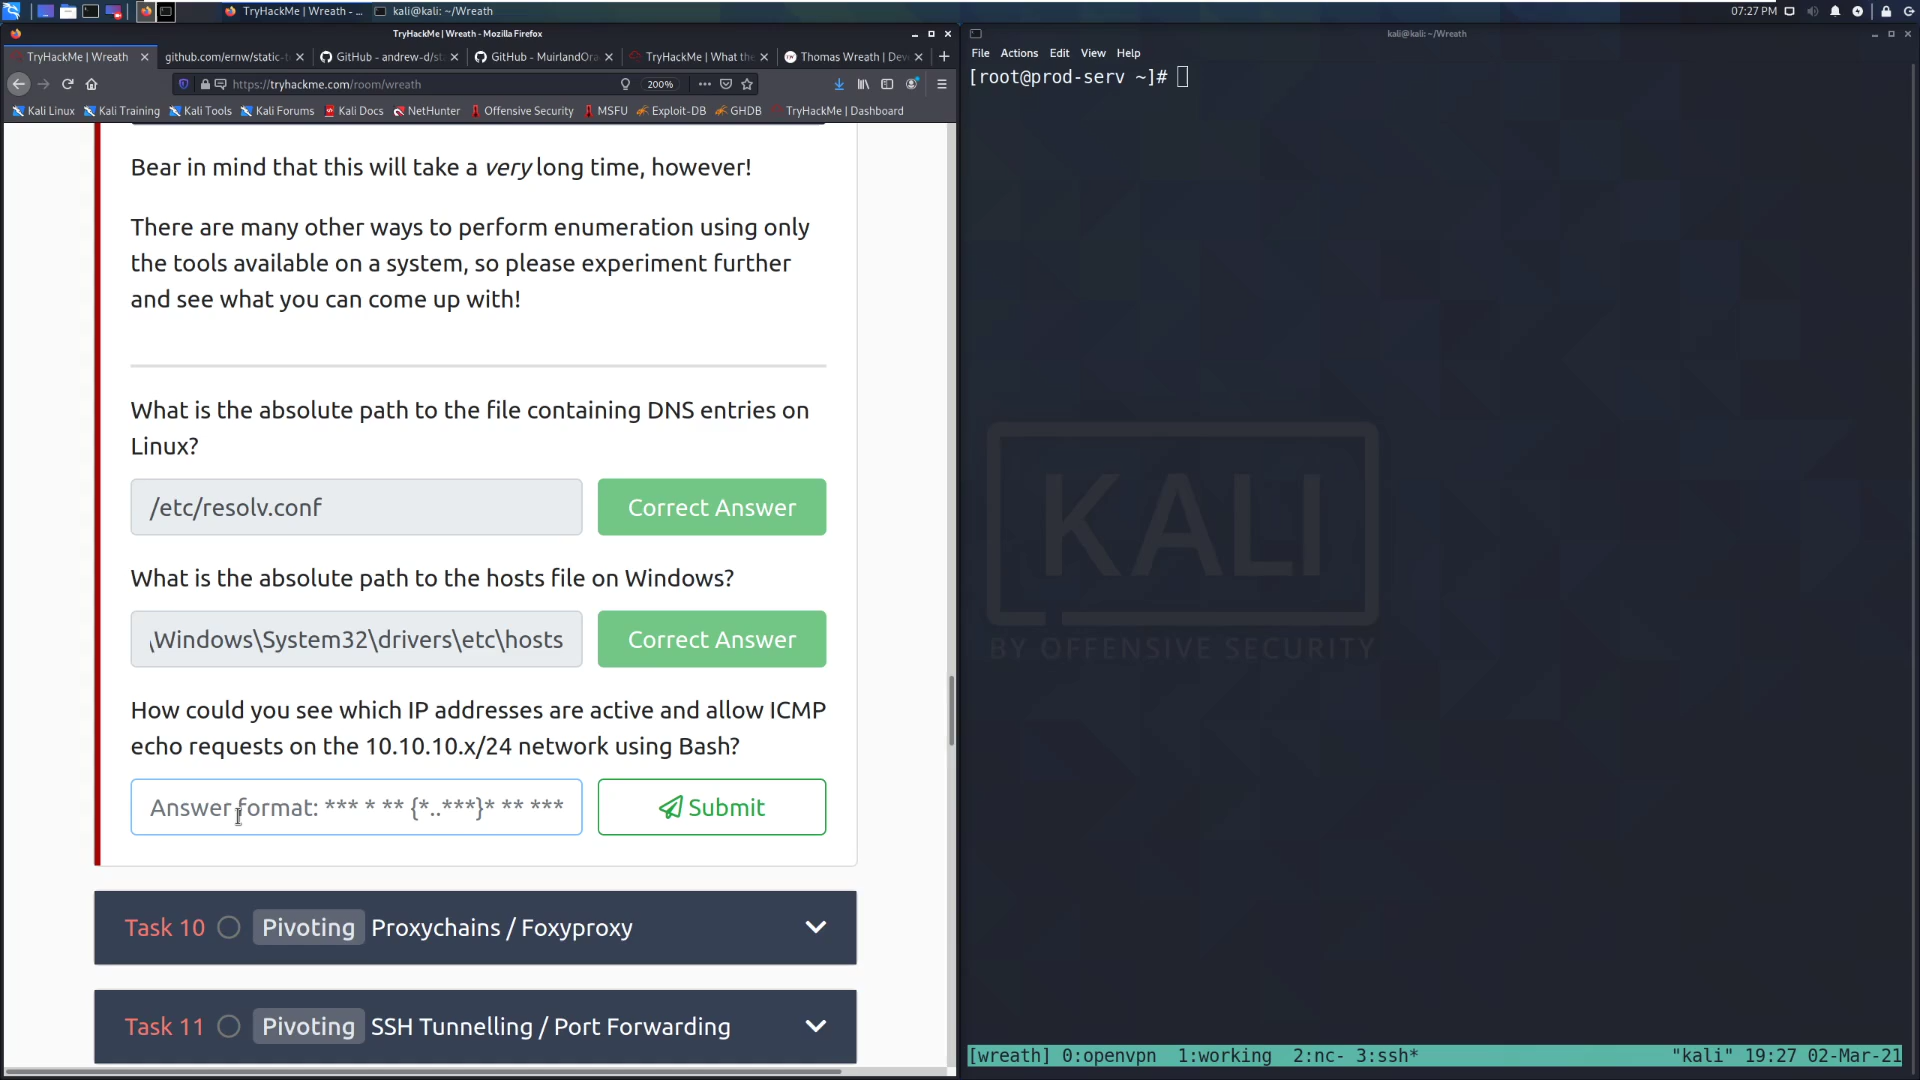 TryHackMe | Wreath - ...
kali@kali: ~/Wreath
07:27 PM
TryHackMe | Wreath - Mozilla Firefox
TryHackMe | Wreath
github.com/ernw/static-t
GitHub - andrew-d/sta
GitHub - MuirlandOra
TryHackMe | What the
Thomas Wreath | Dev
https://tryhackme.com/room/wreath
200%
Kali Linux
Kali Training
Kali Tools
Kali Forums
Kali Docs
NetHunter
Offensive Security
MSFU
Exploit-DB
GHDB
TryHackMe | Dashboard
Bear in mind that this will take a very long time, however!
There are many other ways to perform enumeration using only
the tools available on a system, so please experiment further
and see what you can come up with!
What is the absolute path to the file containing DNS entries on
Linux?
/etc/resolv.conf
Correct Answer
What is the absolute path to the hosts file on Windows?
\Windows\System32\drivers\etc\hosts
Correct Answer
How could you see which IP addresses are active and allow ICMP
echo requests on the 10.10.10.x/24 network using Bash?
Answer format: *** * ** {*..***}* ** ***
Submit
Task 10 Pivoting Proxychains / Foxyproxy
Task 11 Pivoting SSH Tunnelling / Port Forwarding
kali@kali: ~/Wreath
File Actions Edit View Help
[root@prod-serv ~]#
KALI
BY OFFENSIVE SECURITY
[wreath] 0:openvpn 1:working 2:nc- 3:ssh*
"kali" 19:27 02-Mar-21